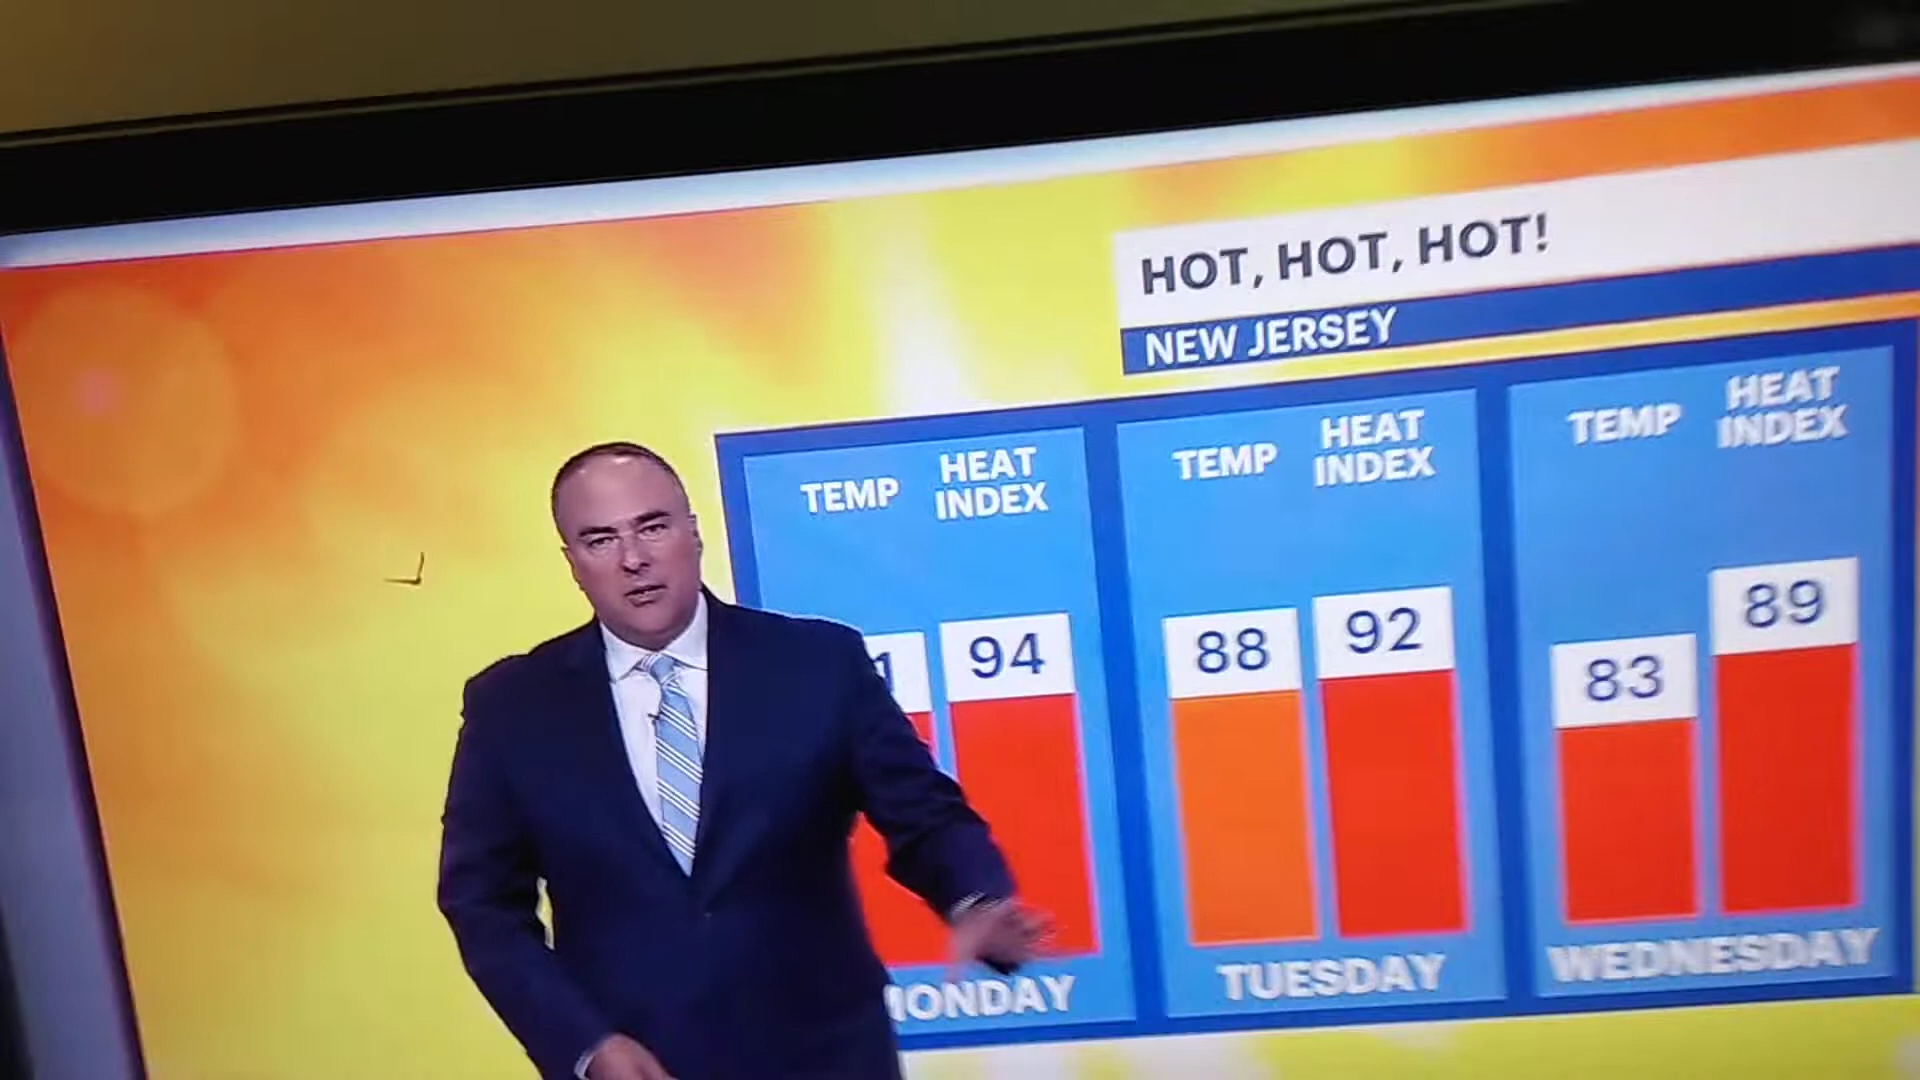 HOT, HOT, HOT!
NEW JERSEY
TEMP
HEAT
INDEX
94
TEMP
HEAT
INDEX
88
92
TUESDAY
TEMP
HEAT
INDEX
83
89
WEDNESDAY